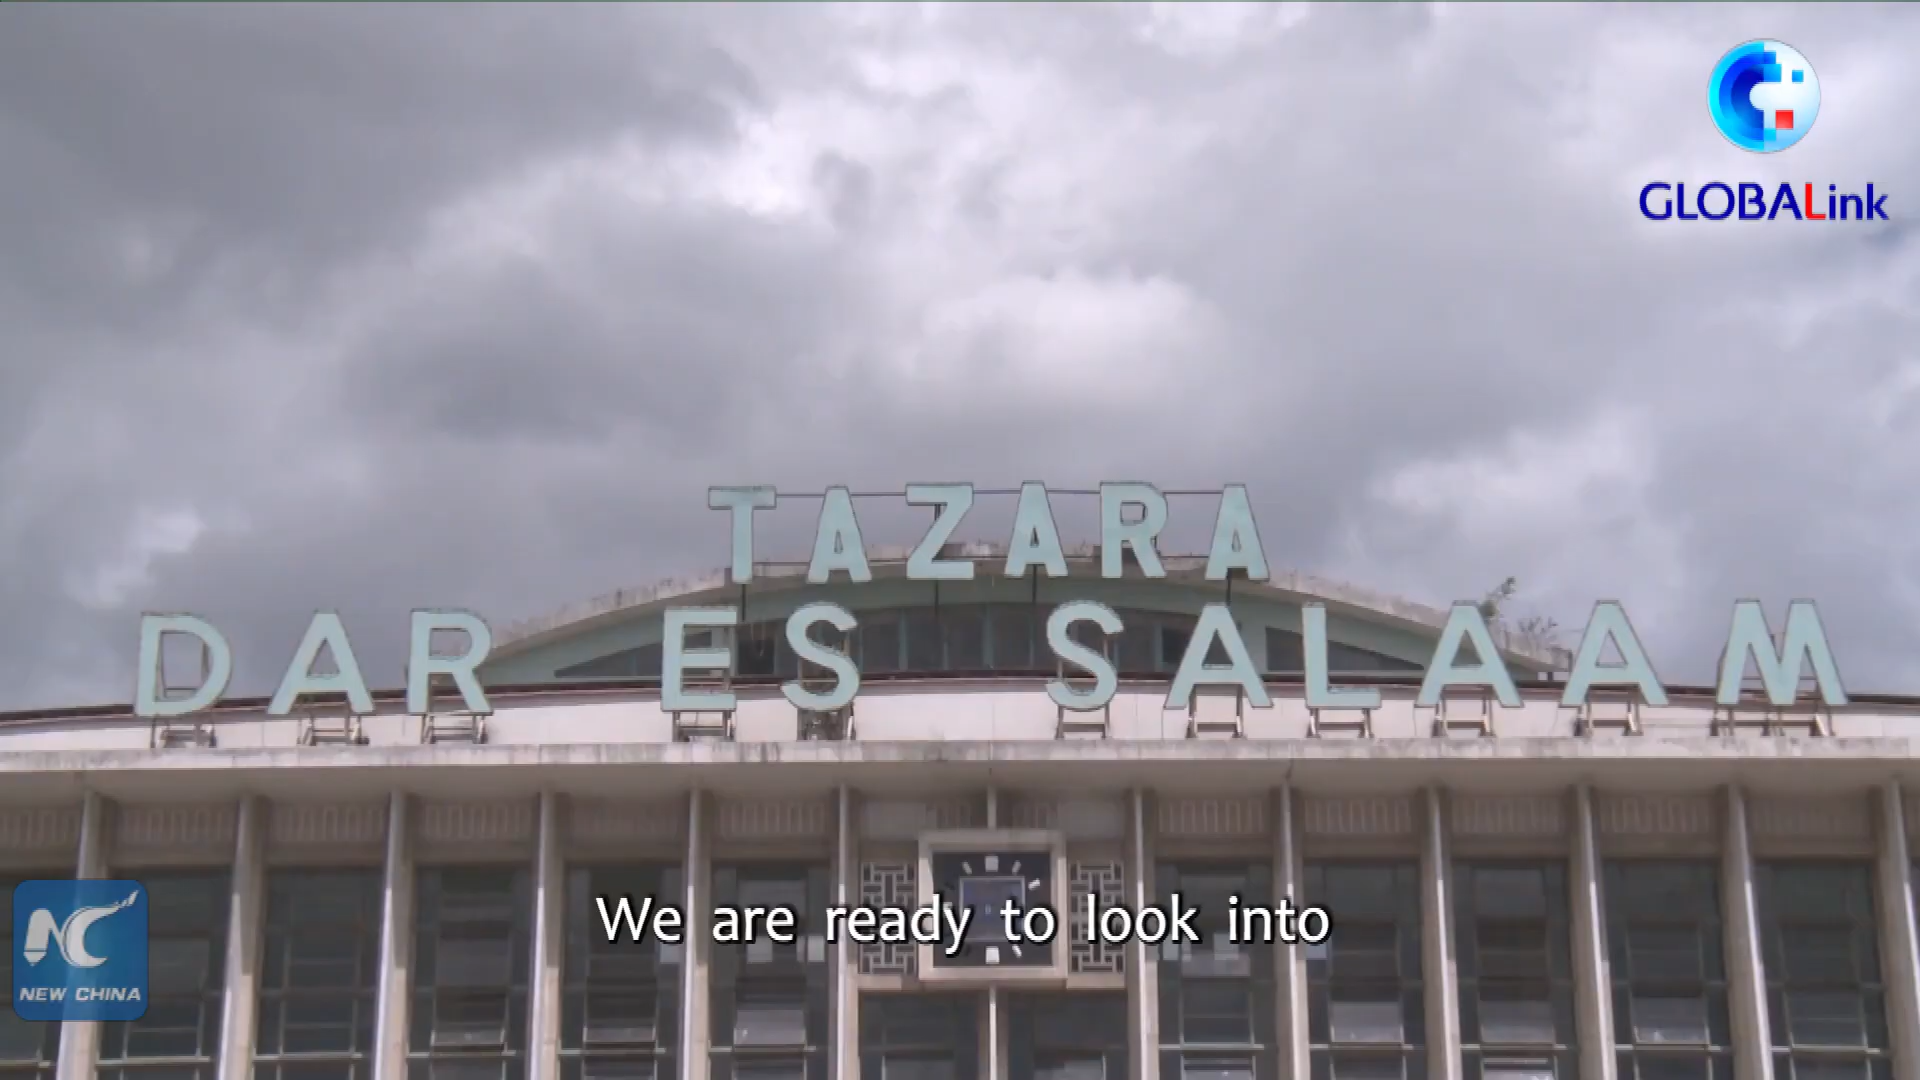 GLOBALink
TAZARA
DAR ES SALAAM
We are ready to look into
NEW CHINA